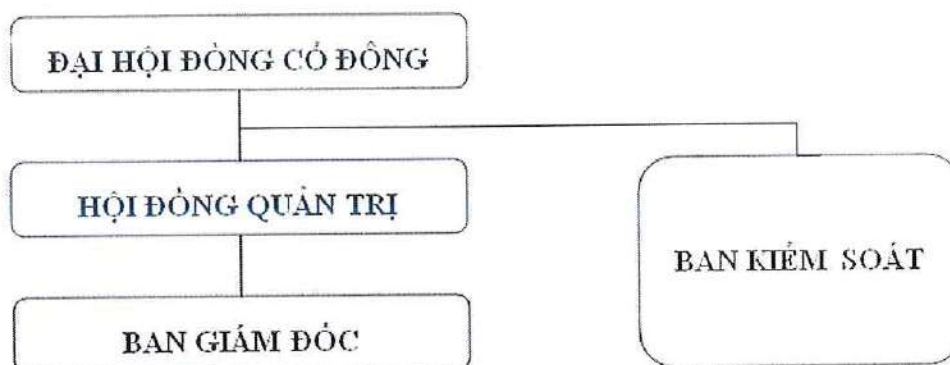 ĐẠI HỘI ĐỒNG CỔ ĐÔNG
HỘI ĐỒNG QUẢN TRỊ
BAN KIỂM SOÁT
BAN GIÁM ĐỐC